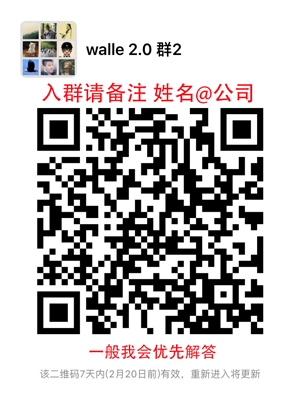 walle 2.0 群2
入群请备注 姓名@公司
一般我会优先解答
该二维码7天内(2月20日前)有效，重新进入将更新